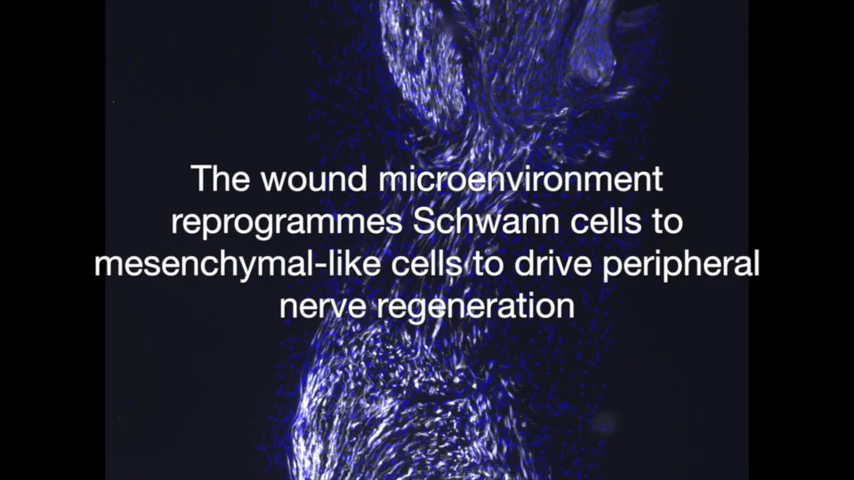 The wound microenvironment
reprogrammes Schwann cells to
mesenchymal-like cells to drive peripheral
nerve regeneration